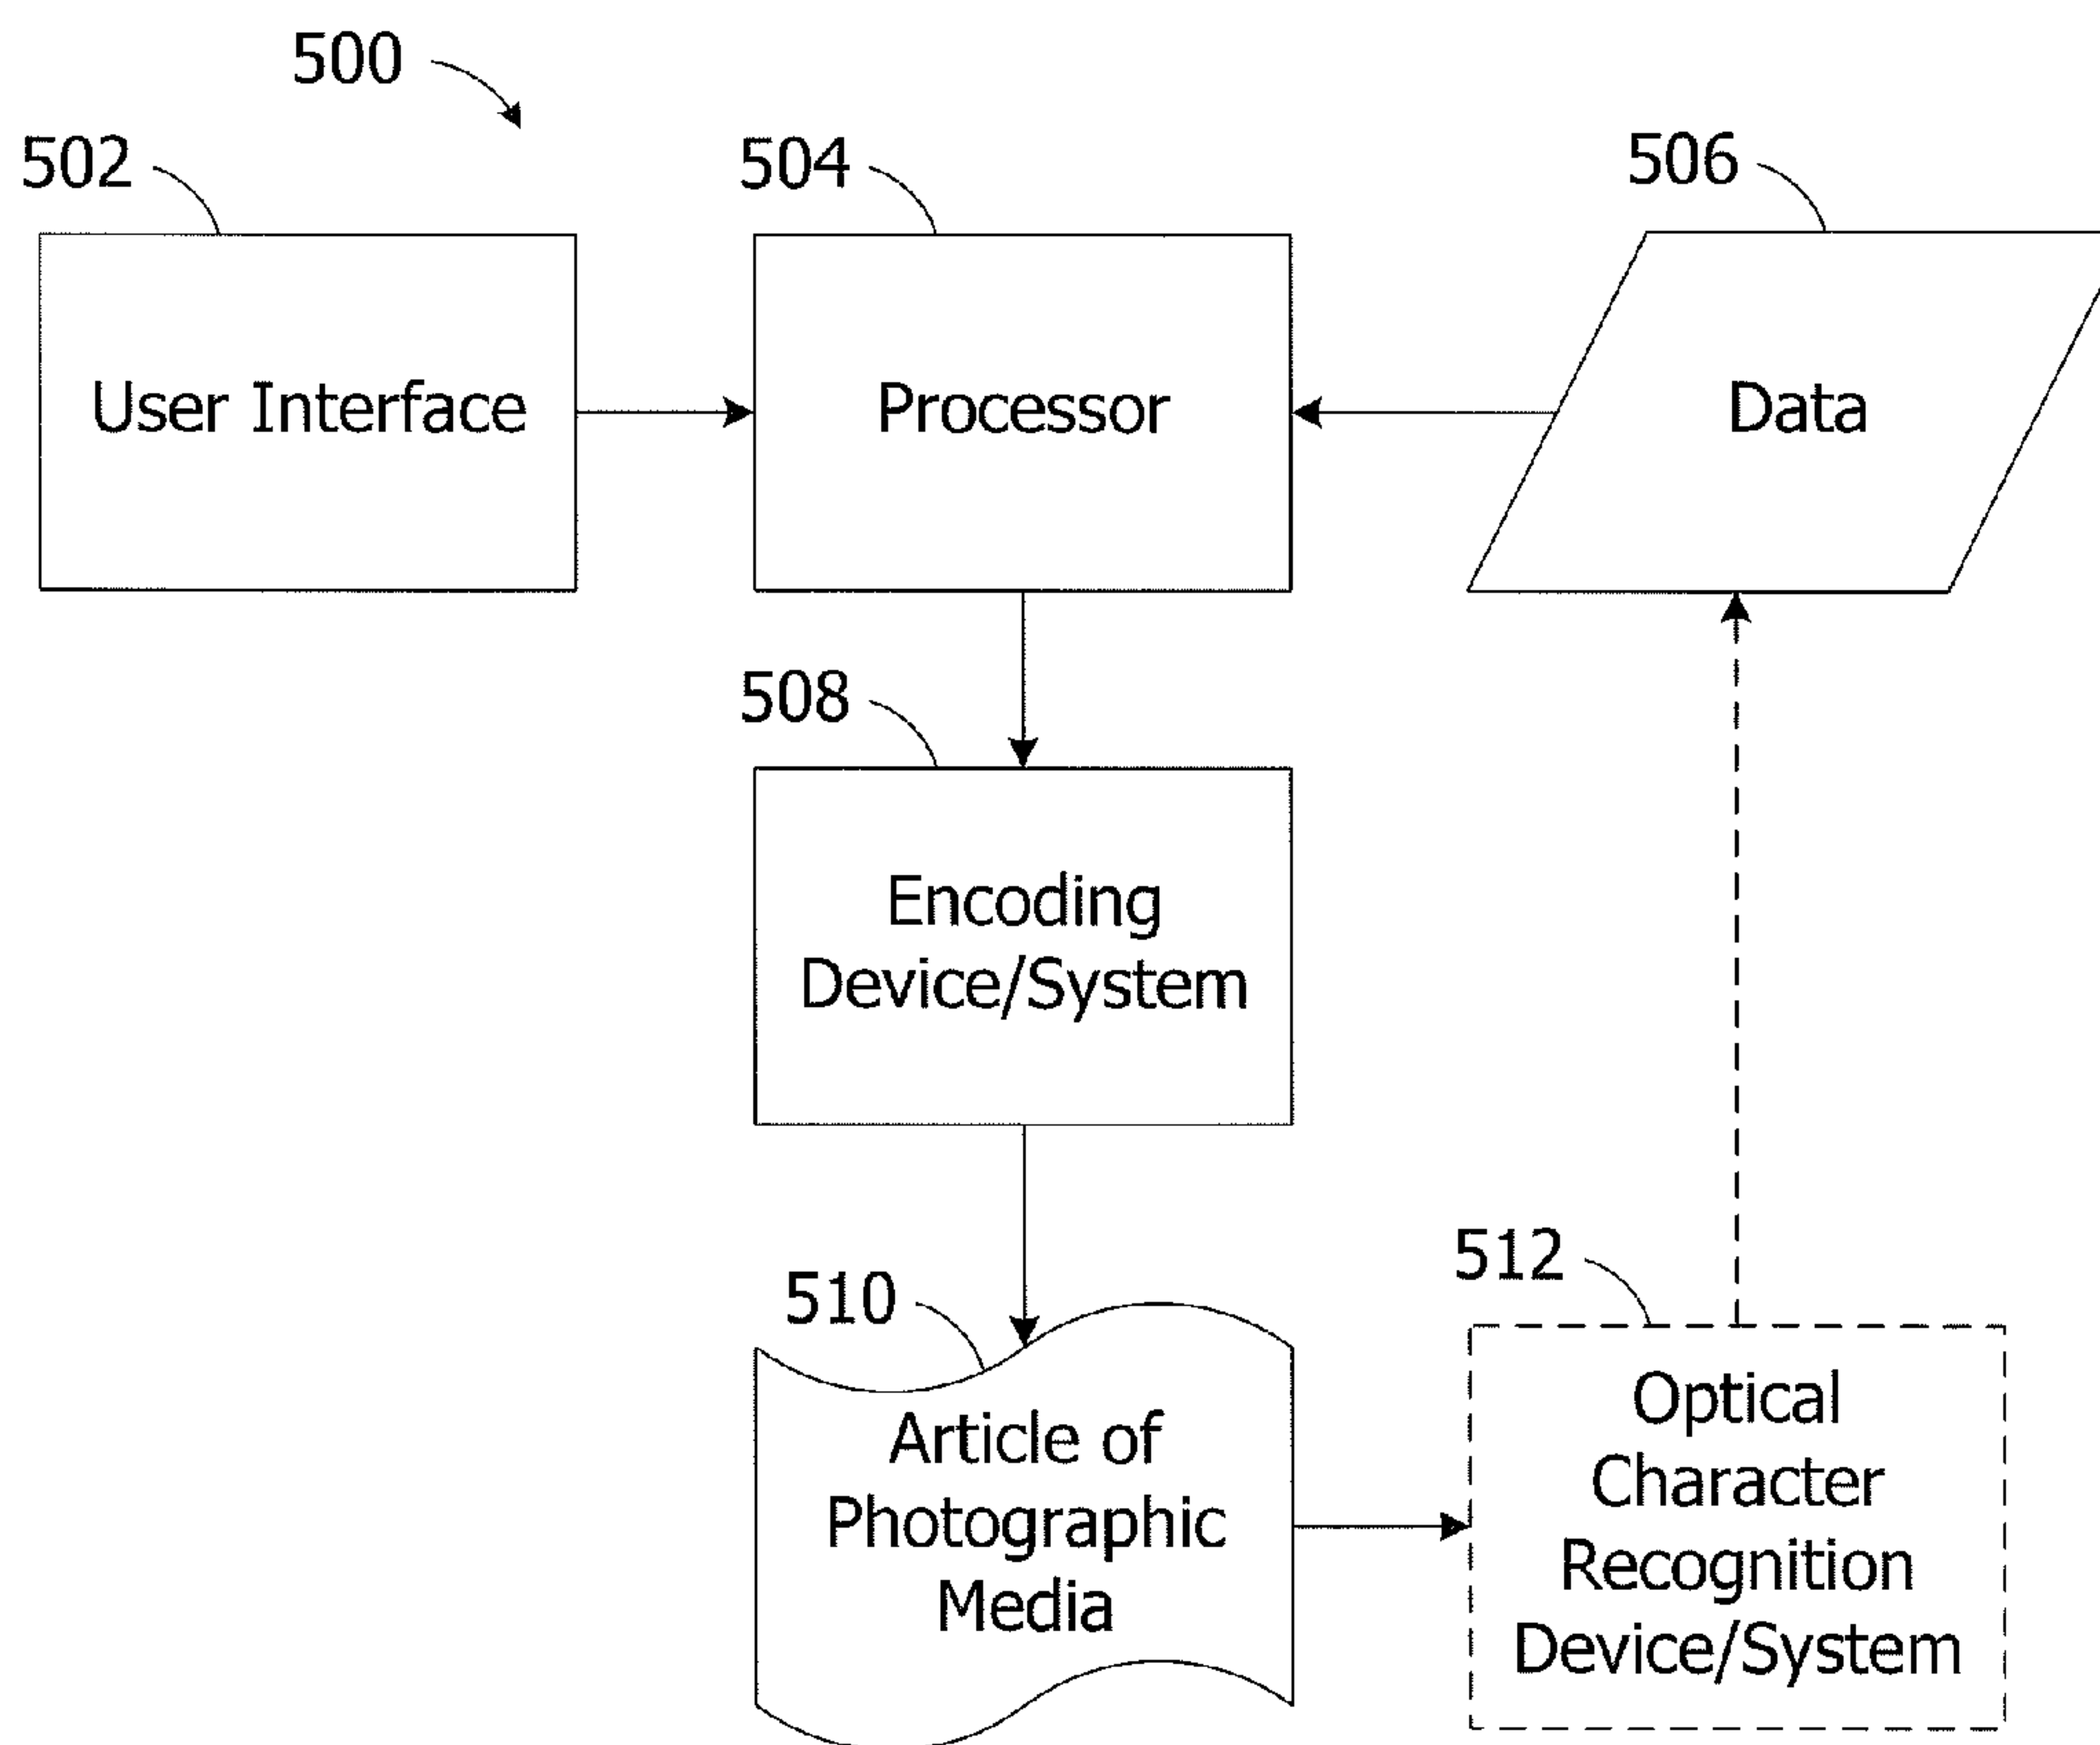 500
502
504
506
User Interface
Processor
Data
508
Encoding
Device/System
510
Article of
Photographic
Media
512
Optical
Character
Recognition
Device/System